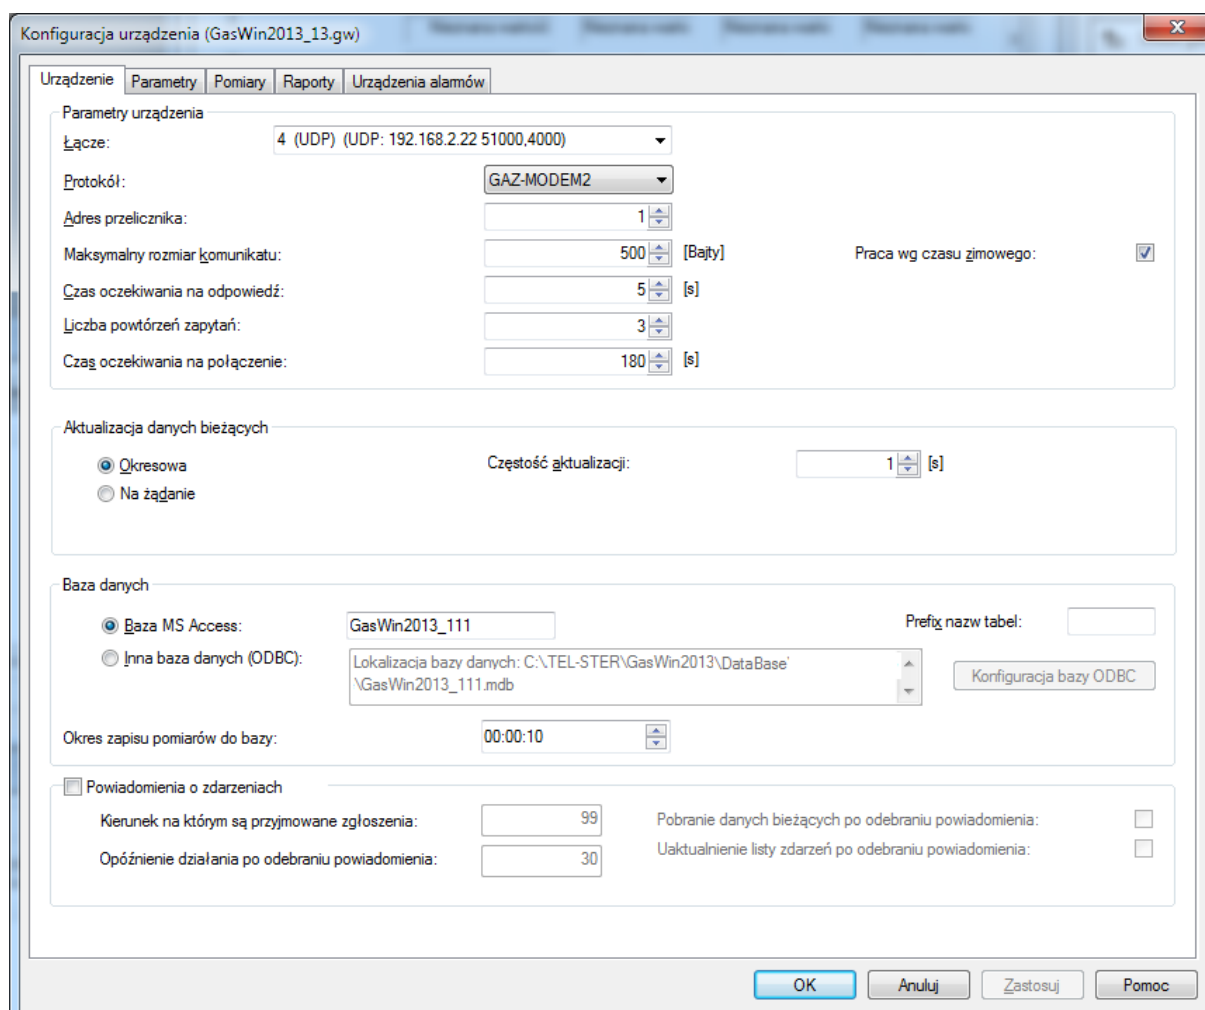 Konfiguracja urządzenia (GasWin2013_13.gw)
Urządzenie Parametry Pomiary Raporty Urządzenia alarmów
Parametry urządzenia
Łącze: 4 (UDP) (UDP: 192.168.2.22 51000,4000)
Protokół: GAZ-MODEM2
Adres przelicznika: 1
Maksymalny rozmiar komunikatu: 500 [Bajty] Praca wg czasu zimowego:
Czas oczekiwania na odpowiedź: 5 [s]
Liczba powtórzeń zapytań: 3
Czas oczekiwania na połączenie: 180 [s]
Aktualizacja danych bieżących
Okresowa Częstość aktualizacji: 1 [s]
Na żądanie
Baza danych
Baza MS Access: GasWin2013_111 Prefix nazw tabel:
Inna baza danych (ODBC): Lokalizacja bazy danych: C:\TEL-STER\GasWin2013\DataBase\
\GasWin2013_111.mdb Konfiguracja bazy ODBC
Okres zapisu pomiarów do bazy: 00:00:10
Powiadomienia o zdarzeniach
Kierunek na którym są przyjmowane zgłoszenia: 99 Pobranie danych bieżących po odebraniu powiadomienia:
Opóźnienie działania po odebraniu powiadomienia: 30 Uaktualnienie listy zdarzeń po odebraniu powiadomienia:
OK Anuluj Zastosuj Pomoc